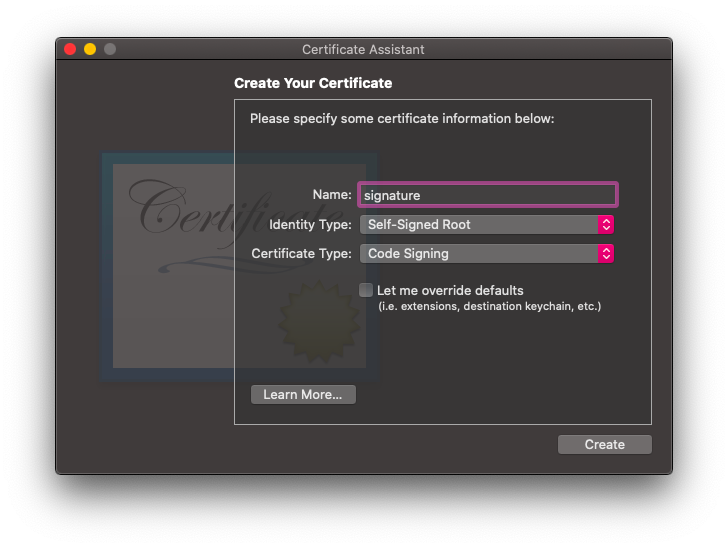 Certificate Assistant
Create Your Certificate
Please specify some certificate information below:
Certificate
Name: signature
Identity Type: Self-Signed Root
Certificate Type: Code Signing
Let me override defaults
(i.e. extensions, destination keychain, etc.)
Learn More...
Create